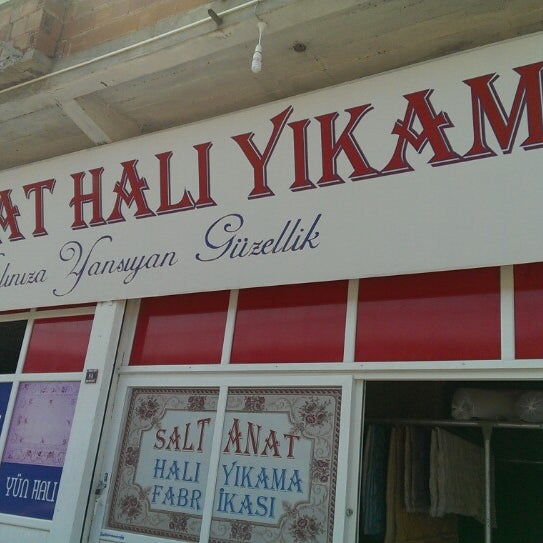 AT HALI YIKAM
Yansıyan Güzellik
SALTANAT
HALI YIKAMA
FABRİKASI
YÜN HALI